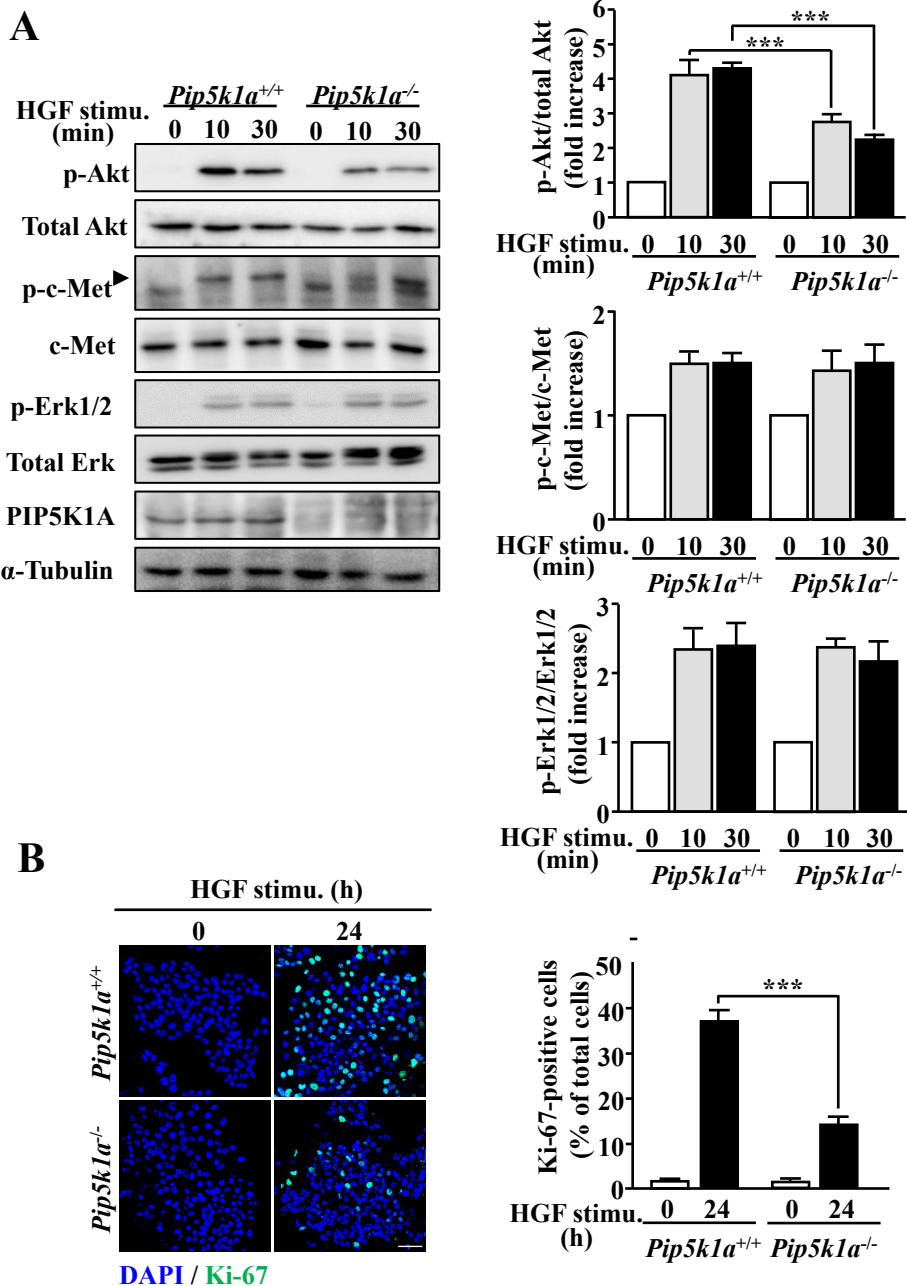 A
Pip5k1a+/+ Pip5k1a-/-
HGF stimu.
(min)
0 10 30 0 10 30
p-Akt
Total Akt
p-c-Met
c-Met
p-Erk1/2
Total Erk
PIP5K1A
α-Tubulin
p-Akt/total Akt
(fold increase)
6
4
2
1
0
***
***
HGF stimu.
(min)
0 10 30 0 10 30
Pip5k1a+/+ Pip5k1a-/-
p-c-Met/c-Met
(fold increase)
2
1
0
HGF stimu.
(min)
0 10 30 0 10 30
Pip5k1a+/+ Pip5k1a-/-
p-Erk1/2/Erk1/2
(fold increase)
3
2
1
0
HGF stimu.
(min)
0 10 30 0 10 30
Pip5k1a+/+ Pip5k1a-/-
B
HGF stimu. (h)
0 24
Pip5k1a+/+
Pip5k1a-/-
DAPI / Ki-67
Ki-67-positive cells
(% of total cells)
50
40
30
20
10
0
***
HGF stimu.
(h)
0 24 0 24
Pip5k1a+/+ Pip5k1a-/-